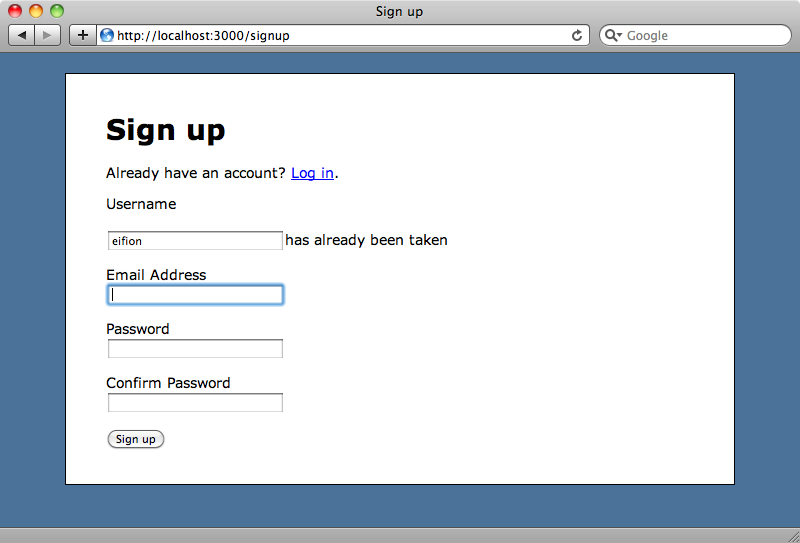 Sign up
http://localhost:3000/signup
Google
Sign up
Already have an account? Log in.
Username
eifion has already been taken
Email Address
Password
Confirm Password
Sign up